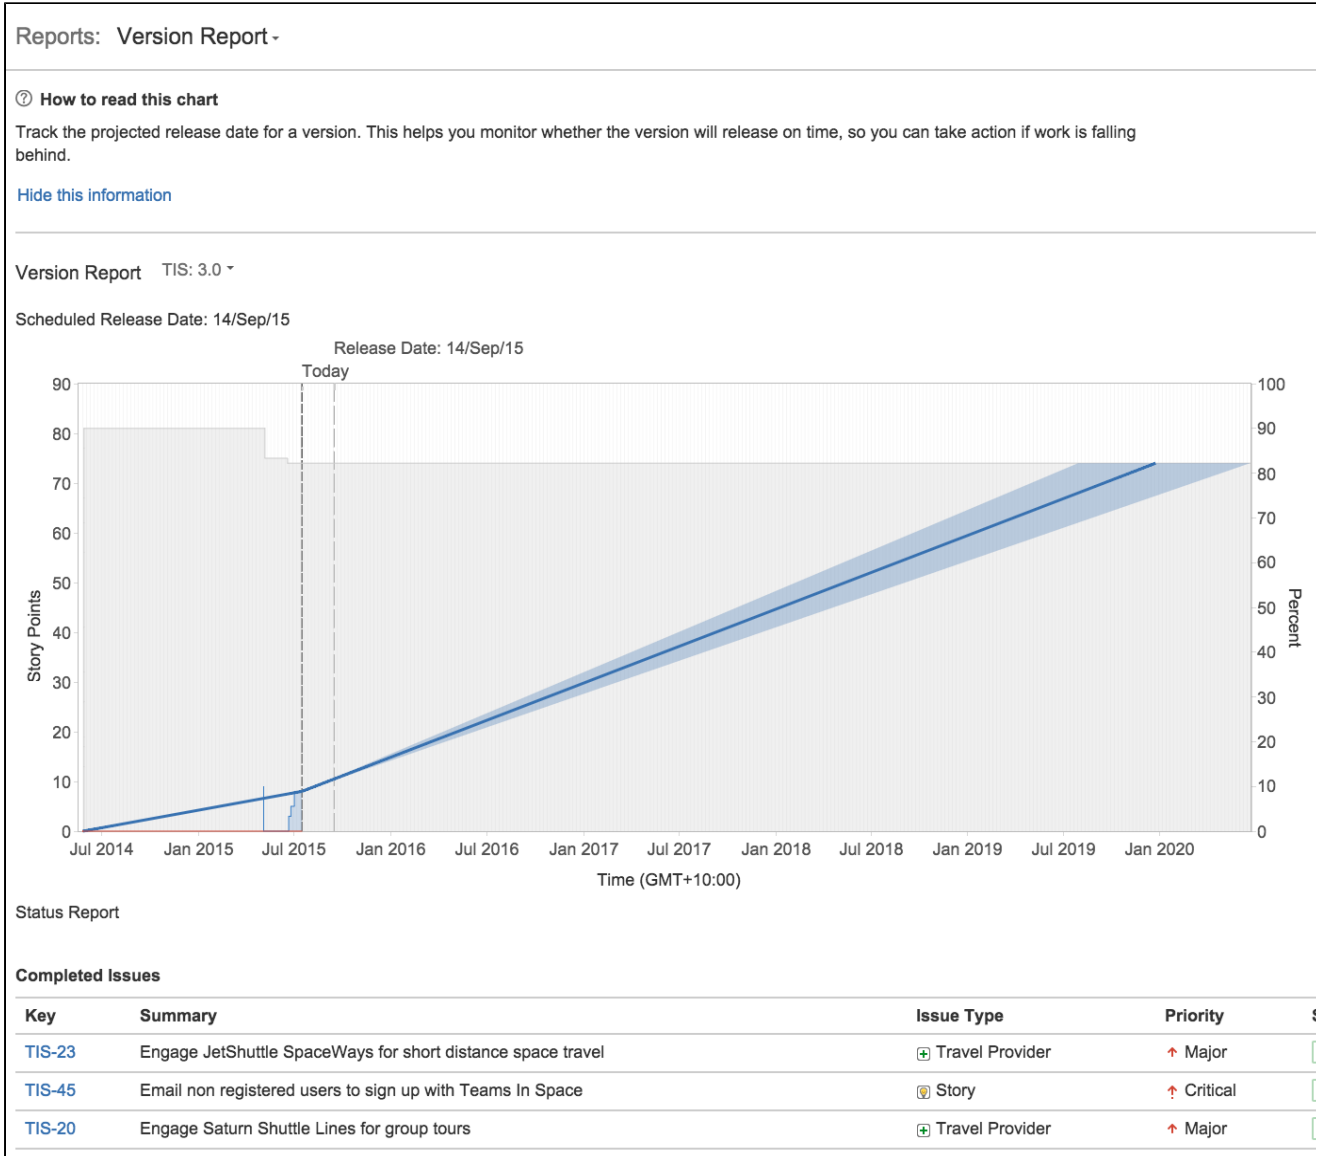 Reports: Version Report
How to read this chart
Track the projected release date for a version. This helps you monitor whether the version will release on time, so you can take action if work is falling
behind.
Hide this information
Version Report TIS: 3.0
Scheduled Release Date: 14/Sep/15
Release Date: 14/Sep/15
Today
90 100
80 90
70 80
60 70
50 60
40 50
30 40
20 30
10 20
0 10
0
Story Points
Percent
Jul 2014 Jan 2015 Jul 2015 Jan 2016 Jul 2016 Jan 2017 Jul 2017 Jan 2018 Jul 2018 Jan 2019 Jul 2019 Jan 2020
Time (GMT+10:00)
Status Report
Completed Issues
Key Summary Issue Type Priority
TIS-23 Engage JetShuttle SpaceWays for short distance space travel Travel Provider Major
TIS-45 Email non registered users to sign up with Teams In Space Story Critical
TIS-20 Engage Saturn Shuttle Lines for group tours Travel Provider Major